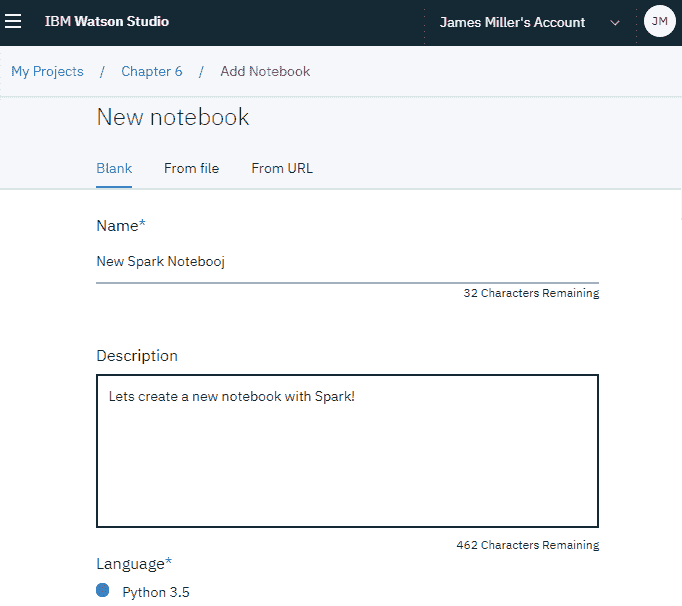 IBM Watson Studio James Miller's Account JM
My Projects / Chapter 6 / Add Notebook
New notebook
Blank From file From URL
Name*
New Spark Notebooj
32 Characters Remaining
Description
Lets create a new notebook with Spark!
462 Characters Remaining
Language*
Python 3.5